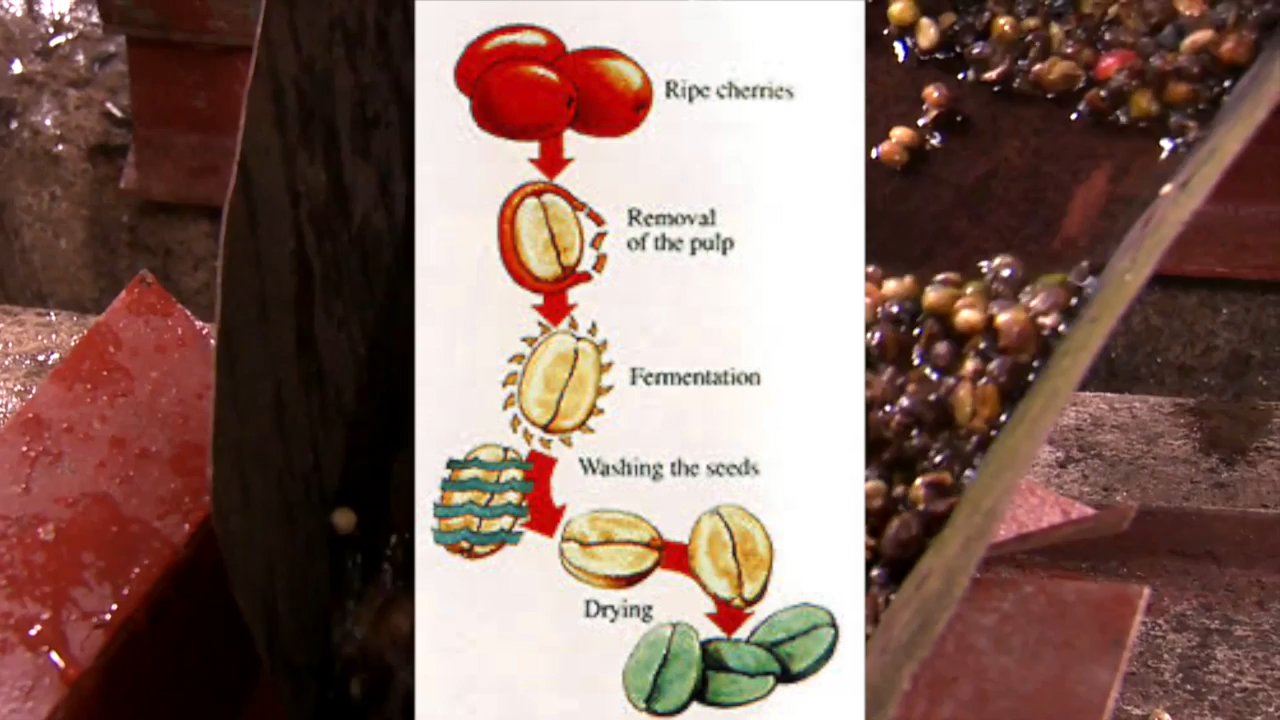 Ripe cherries
Removal
of the pulp
Fermentation
Washing the seeds
Drying